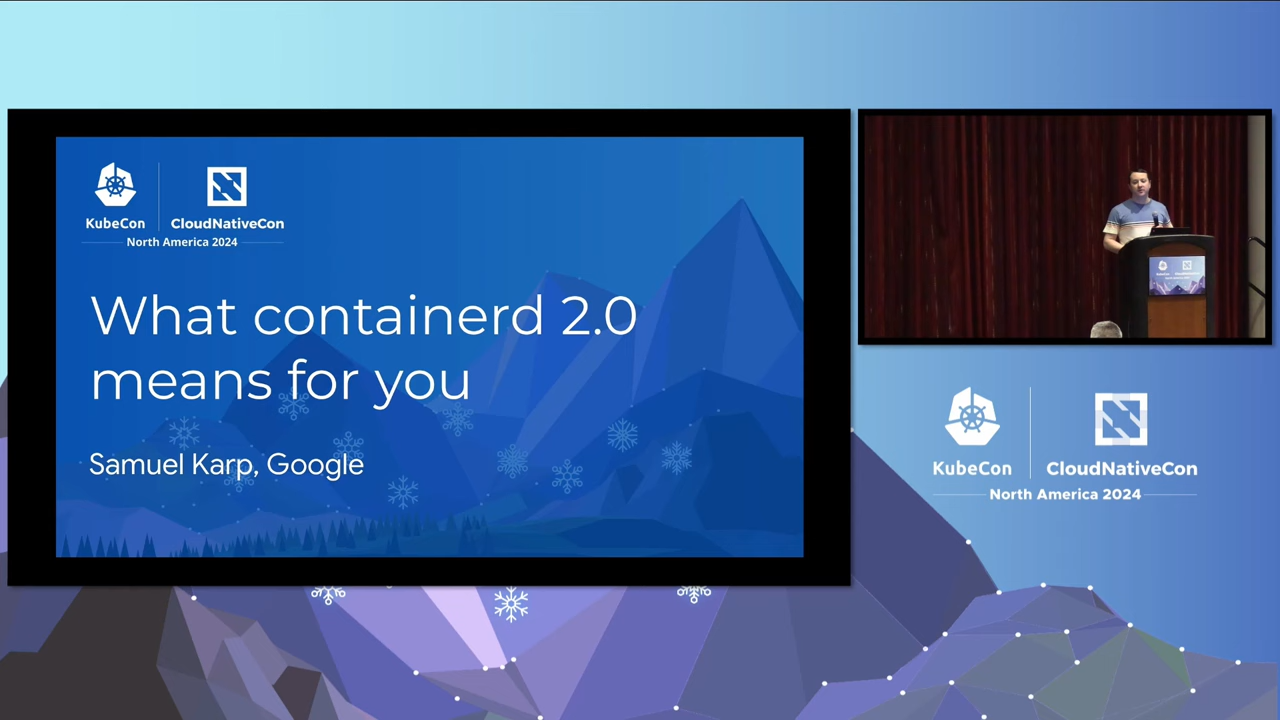 KubeCon
CloudNativeCon
North America 2024
What containerd 2.0
means for you
Samuel Karp, Google
KubeCon
CloudNativeCon
North America 2024